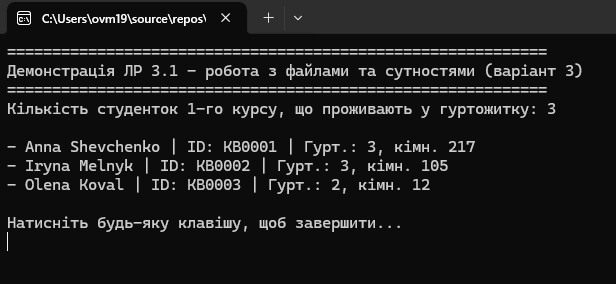 C:\Users\ovm19\source\repos\
============================================================
Демонстрація ЛР 3.1 – робота з файлами та сутностями (варіант 3)
============================================================
Кількість студенток 1-го курсу, що проживають у гуртожитку: 3
– Anna Shevchenko | ID: KB0001 | Гурт.: 3, кімн. 217
– Iryna Melnyk | ID: KB0002 | Гурт.: 3, кімн. 105
– Olena Koval | ID: KB0003 | Гурт.: 2, кімн. 12
Натисніть будь-яку клавішу, щоб завершити...